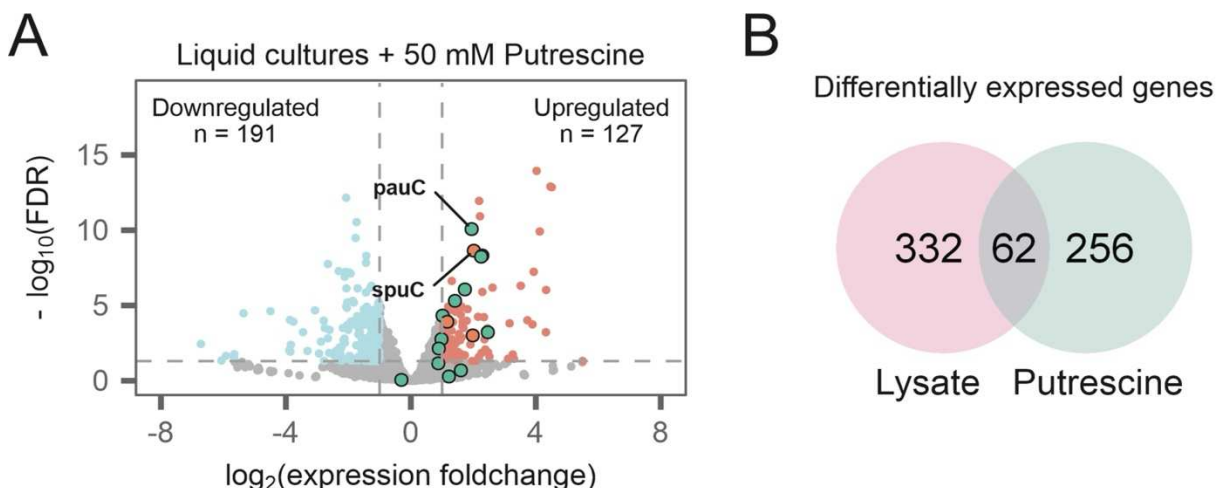 A
Liquid cultures + 50 mM Putrescine
Downregulated
n = 191
Upregulated
n = 127
pauC
spuC
- log10(FDR)
15
10
5
0
-8
-4
0
4
8
log2(expression foldchange)
B
Differentially expressed genes
332
62
256
Lysate
Putrescine